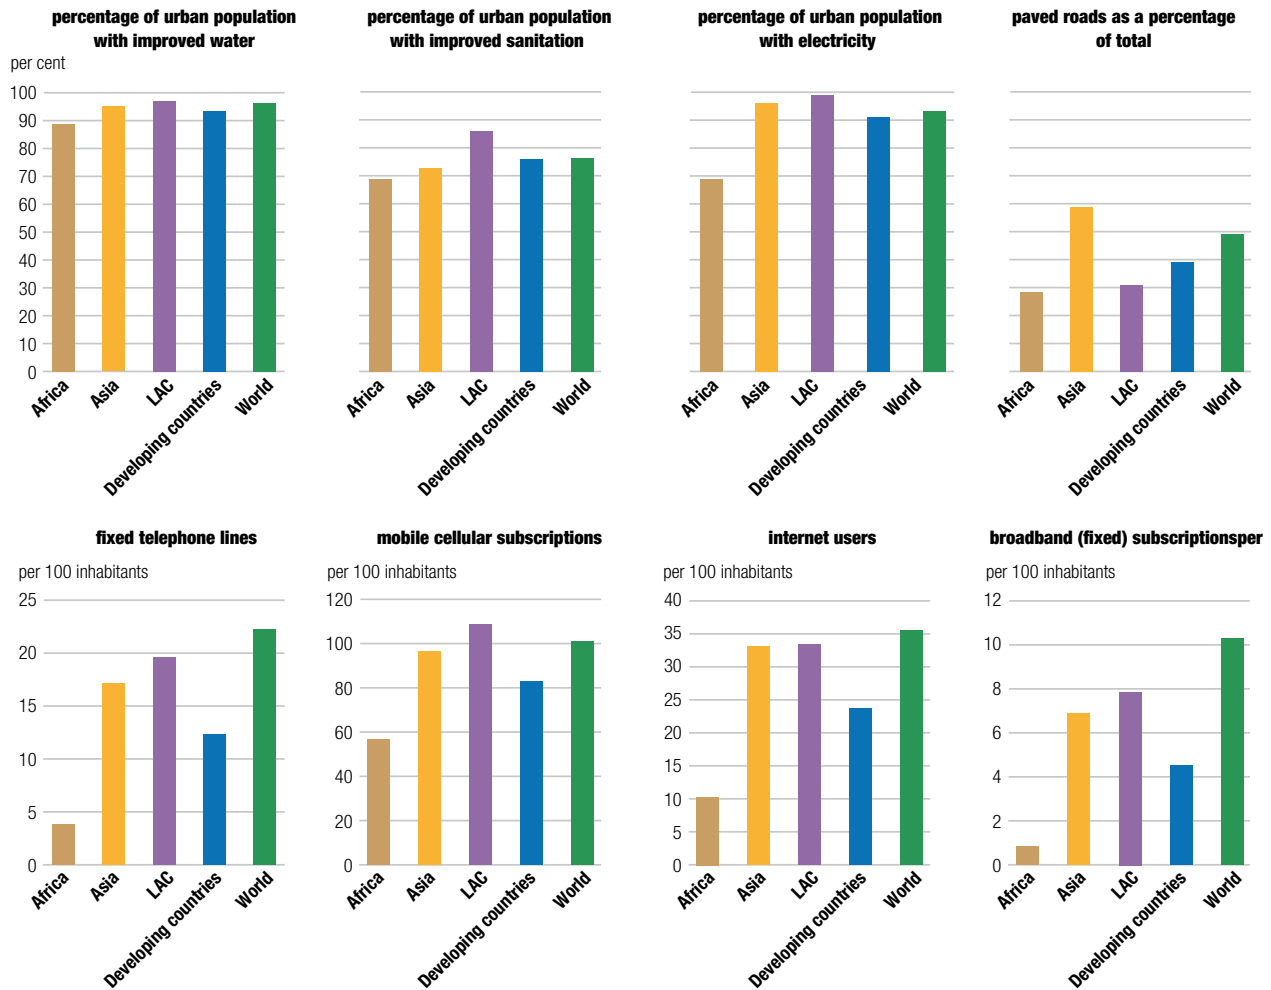 percentage of urban population
with improved water
per cent
100
90
80
70
60
50
40
30
20
10
0
Africa
Asia
LAC
Developing countries
World
percentage of urban population
with improved sanitation
Africa
Asia
LAC
Developing countries
World
percentage of urban population
with electricity
Africa
Asia
LAC
Developing countries
World
paved roads as a percentage
of total
Africa
Asia
LAC
Developing countries
World
fixed telephone lines
per 100 inhabitants
25
20
15
10
5
0
Africa
Asia
LAC
Developing countries
World
mobile cellular subscriptions
per 100 inhabitants
120
100
80
60
40
20
0
Africa
Asia
LAC
Developing countries
World
internet users
per 100 inhabitants
40
35
30
25
20
15
10
5
0
Africa
Asia
LAC
Developing countries
World
broadband (fixed) subscriptionsper
per 100 inhabitants
12
10
8
6
4
2
0
Africa
Asia
LAC
Developing countries
World